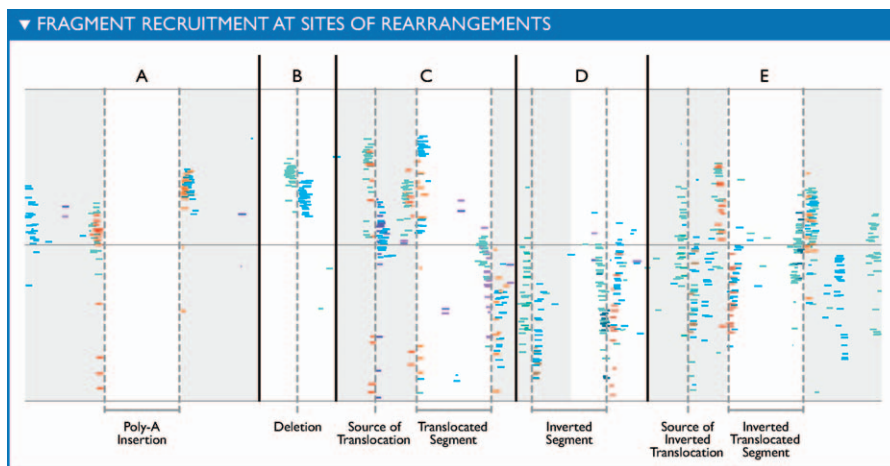 ▼ FRAGMENT RECRUITMENT AT SITES OF REARRANGEMENTS
A B C D E
Poly-A
Insertion
Deletion
Source of
Translocation
Translocated
Segment
Inverted
Segment
Source of
Inverted
Translocation
Inverted
Translocated
Segment